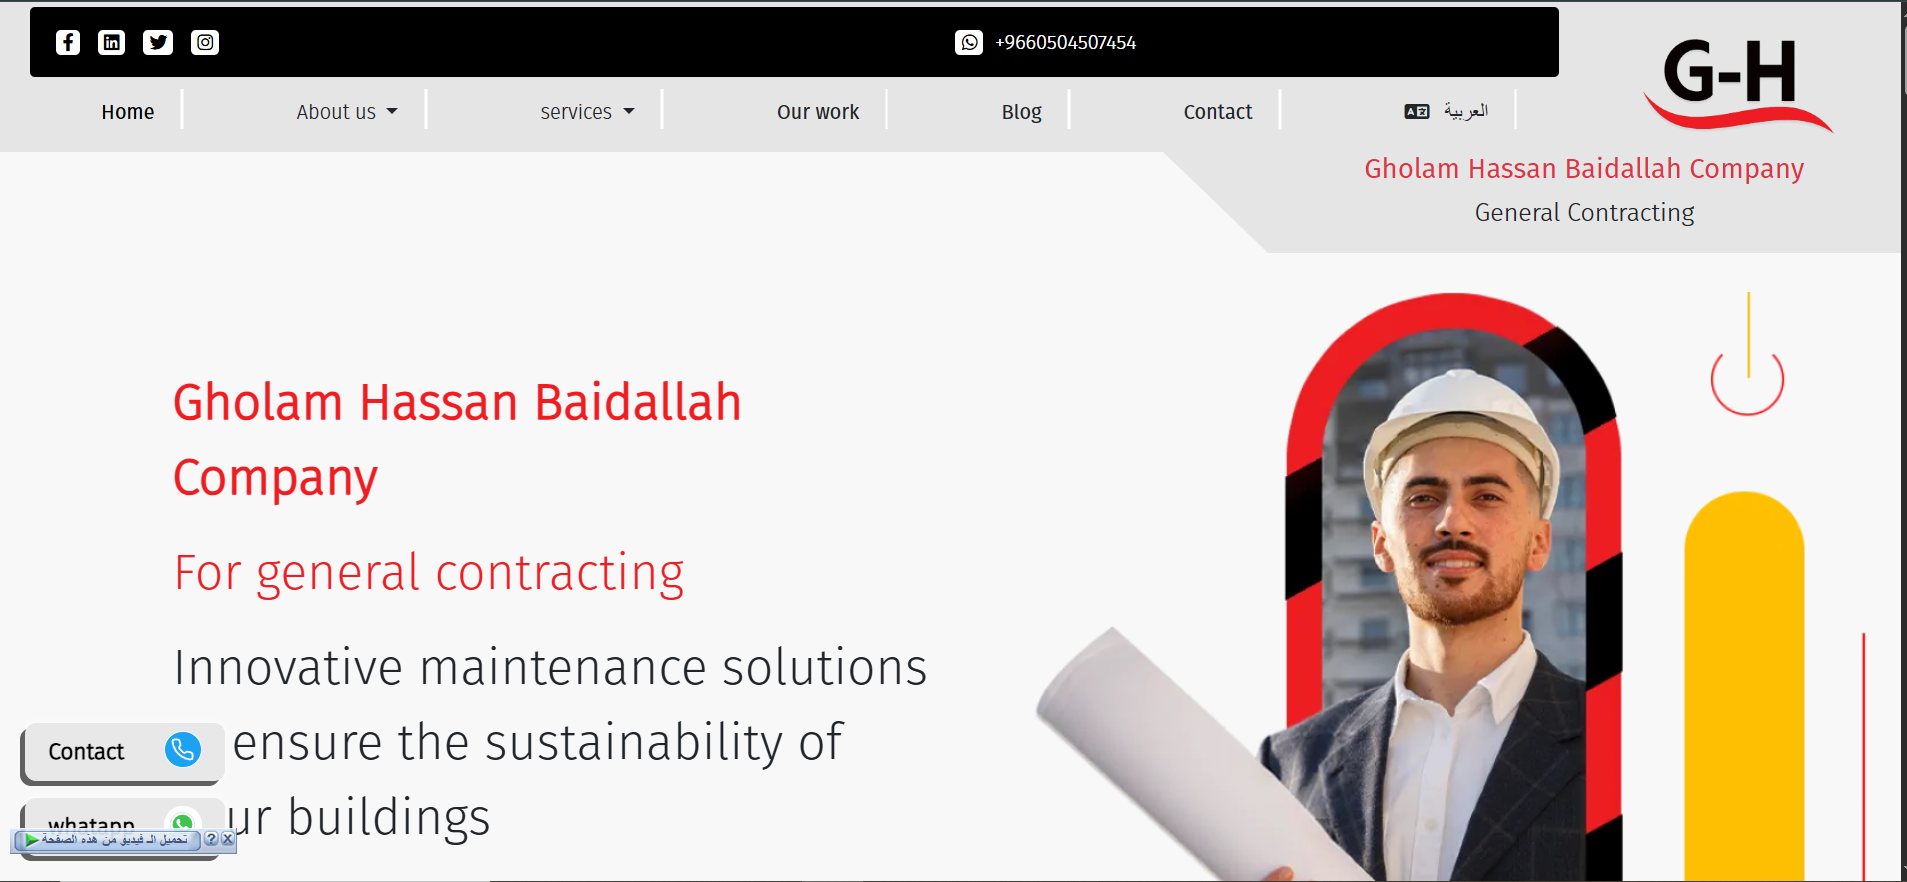 +9660504507454
G-H
Home
About us
services
Our work
Blog
Contact
العربية
Gholam Hassan Baidallah Company
General Contracting
Gholam Hassan Baidallah
Company
For general contracting
Innovative maintenance solutions
ensure the sustainability of
ur buildings
Contact
whatapp
تحميل الـ فيديو من هذه الصفحة